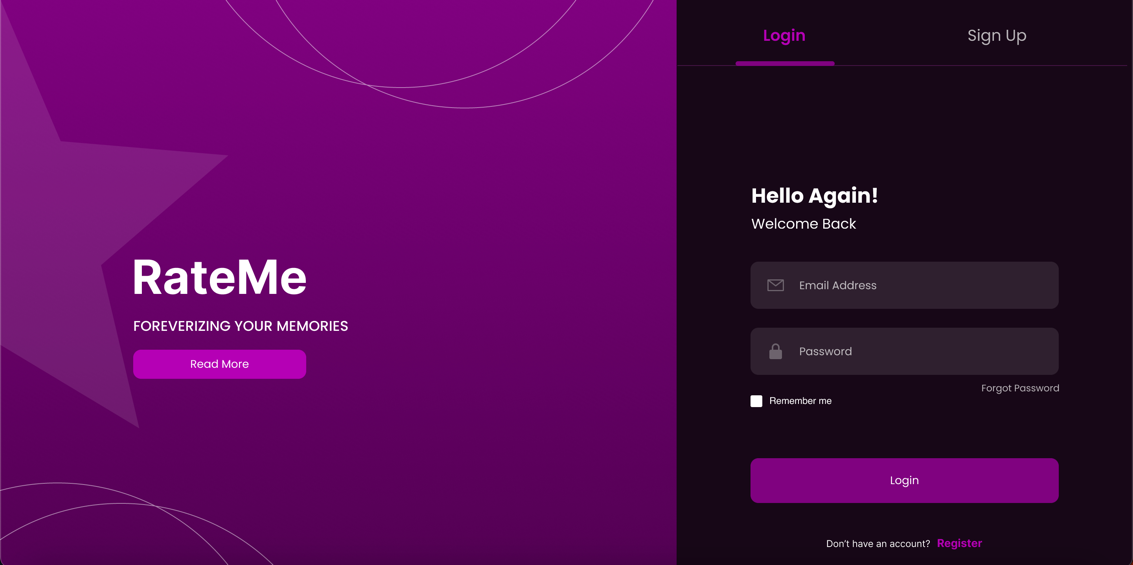 RateMe
FOREVERIZING YOUR MEMORIES
Read More
Login
Sign Up
Hello Again!
Welcome Back
Email Address
Password
Forgot Password
Remember me
Login
Don't have an account? Register